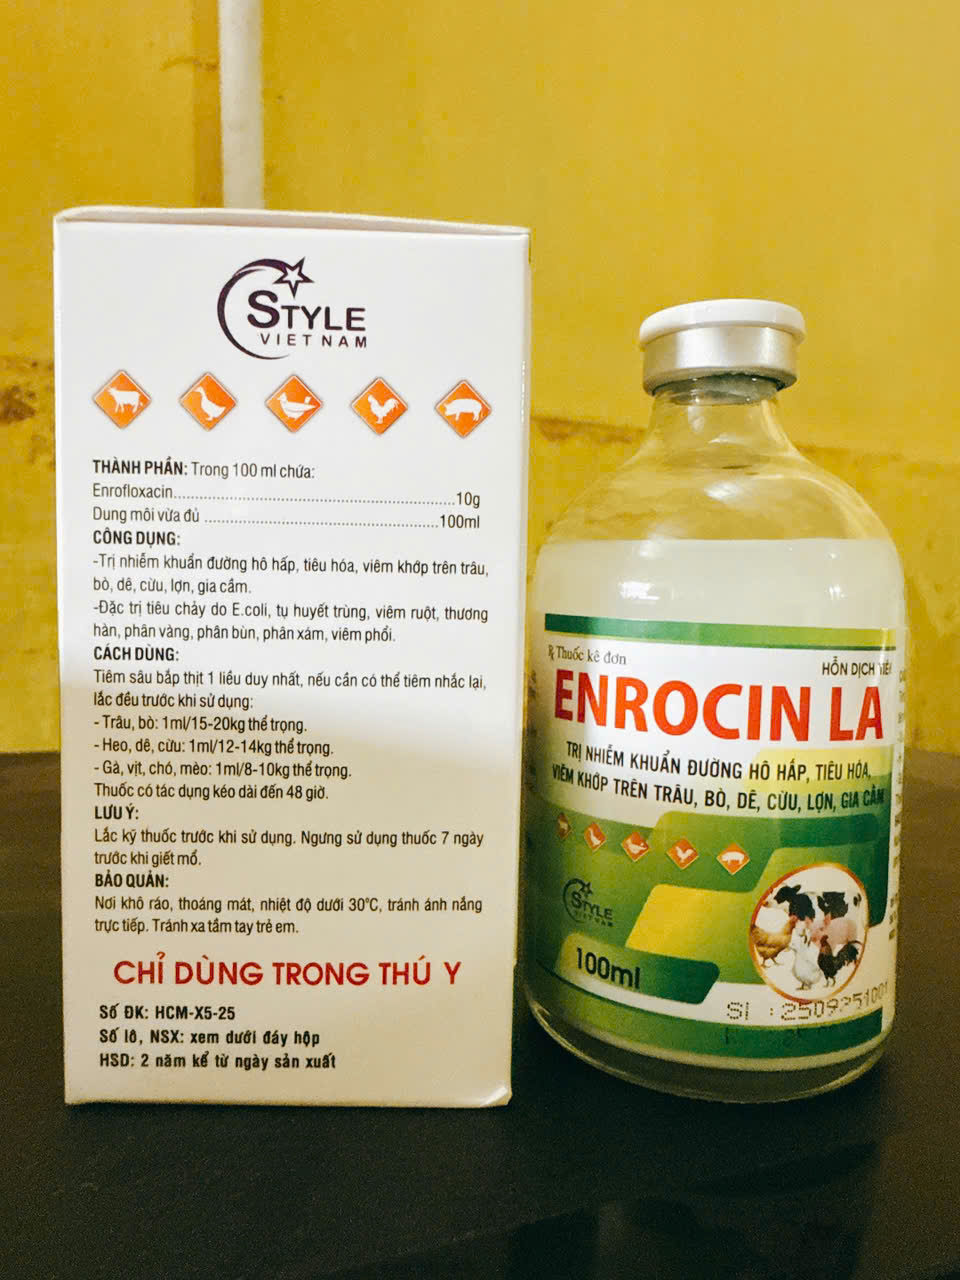 STYLE
VIET NAM
THÀNH PHẦN: Trong 100 ml chứa:
Enrofloxacin..........................................................10g
Dung môi vừa đủ ................................................100ml
CÔNG DỤNG:
-Trị nhiễm khuẩn đường hô hấp, tiêu hóa, viêm khớp trên trâu,
bò, dê, cừu, lợn, gia cầm.
-Đặc trị tiêu chảy do E.coli, tụ huyết trùng, viêm ruột, thương
hàn, phân vàng, phân bùn, phân xám, viêm phổi.
CÁCH DÙNG:
Tiêm sâu bắp thịt 1 liều duy nhất, nếu cần có thể tiêm nhắc lại,
lắc đều trước khi sử dụng:
- Trâu, bò: 1ml/15-20kg thể trọng.
- Heo, dê, cừu: 1ml/12-14kg thể trọng.
- Gà, vịt, chó, mèo: 1ml/8-10kg thể trọng.
Thuốc có tác dụng kéo dài đến 48 giờ.
LƯU Ý:
Lắc kỹ thuốc trước khi sử dụng. Ngưng sử dụng thuốc 7 ngày
trước khi giết mổ.
BẢO QUẢN:
Nơi khô ráo, thoáng mát, nhiệt độ dưới 30°C, tránh ánh nắng
trực tiếp. Tránh xa tầm tay trẻ em.
CHỈ DÙNG TRONG THÚ Y
Số ĐK: HCM-X5-25
Số lô, NSX: xem dưới đáy hộp
HSD: 2 năm kể từ ngày sản xuất
℞ Thuốc kê đơn
HỖN DỊCH TIÊM
ENROCIN LA
TRỊ NHIỄM KHUẨN ĐƯỜNG HÔ HẤP, TIÊU HÓA,
VIÊM KHỚP TRÊN TRÂU, BÒ, DÊ, CỪU, LỢN, GIA CẦM
STYLE
VIET NAM
100ml
Sl : 2509251001